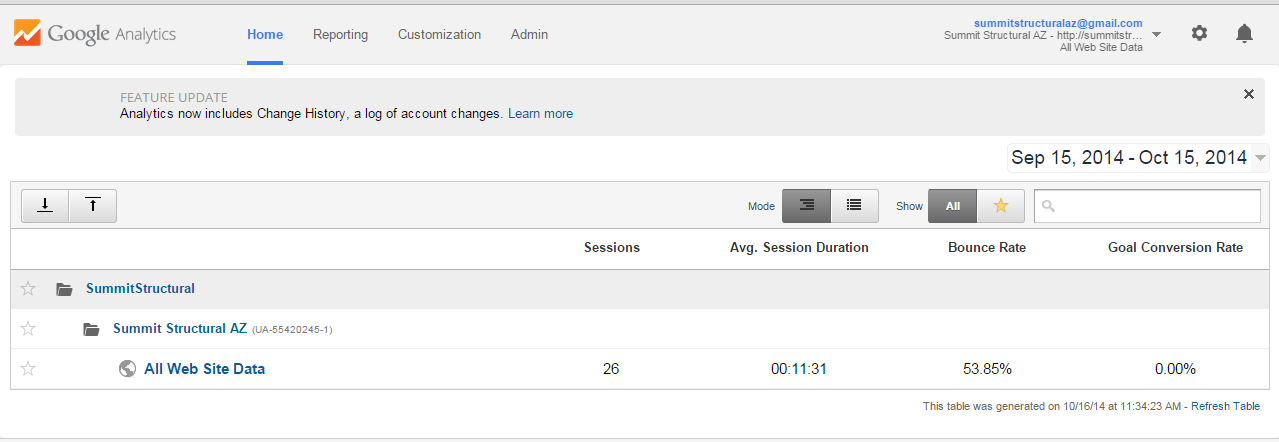 Google Analytics
Home Reporting Customization Admin
summitstructuralaz@gmail.com
Summit Structural AZ - http://summitstr...
All Web Site Data
FEATURE UPDATE
Analytics now includes Change History, a log of account changes. Learn more
Sep 15, 2014 - Oct 15, 2014
Mode Show All
Sessions Avg. Session Duration Bounce Rate Goal Conversion Rate
SummitStructural
Summit Structural AZ (UA-55420245-1)
All Web Site Data 26 00:11:31 53.85% 0.00%
This table was generated on 10/16/14 at 11:34:23 AM - Refresh Table